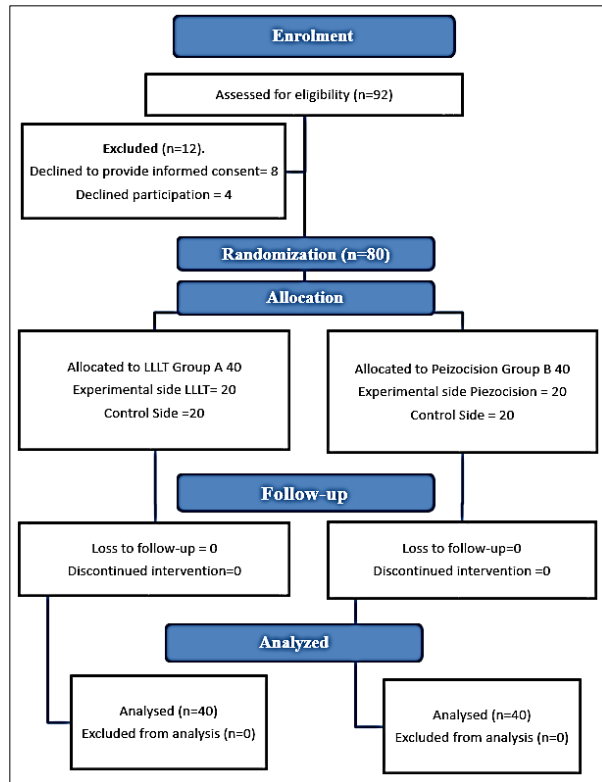 Enrolment
Assessed for eligibility (n=92)
Excluded (n=12).
Declined to provide informed consent= 8
Declined participation = 4
Randomization (n=80)
Allocation
Allocated to LLLT Group A 40
Experimental side LLLT= 20
Control Side =20
Allocated to Peizocision Group B 40
Experimental side Piezocision = 20
Control Side = 20
Follow-up
Loss to follow-up = 0
Discontinued intervention=0
Loss to follow-up=0
Discontinued intervention =0
Analyzed
Analysed (n=40)
Excluded from analysis (n=0)
Analysed (n=40)
Excluded from analysis (n=0)